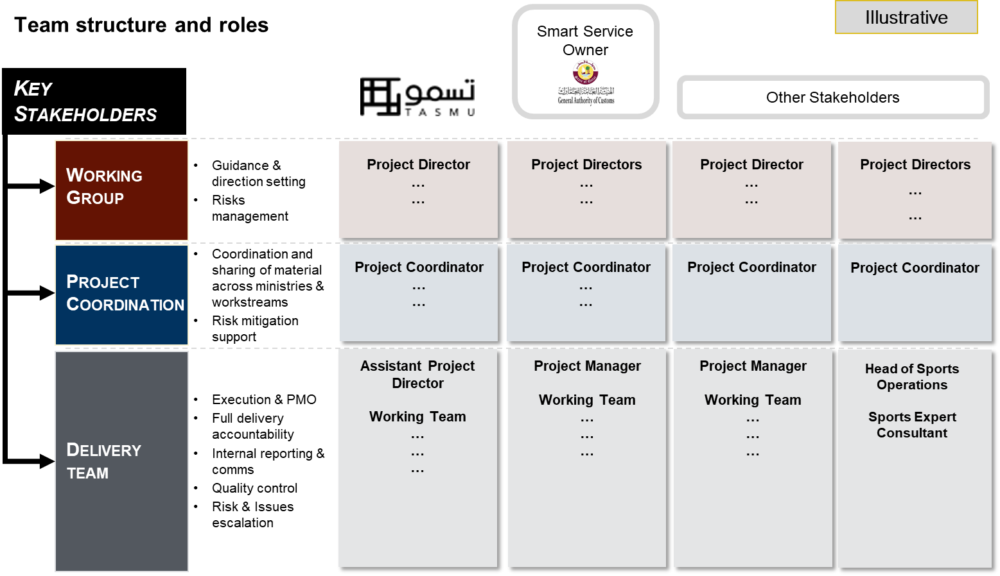 Team structure and roles
Illustrative
Smart Service
Owner
الهيئة العامة للجمارك
General Authority of Customs
تسمو
TASMU
Other Stakeholders
KEY
STAKEHOLDERS
WORKING
GROUP
• Guidance &
direction setting
• Risks
management
Project Director
...
...
Project Directors
...
...
Project Director
...
...
Project Directors
...
...
PROJECT
COORDINATION
• Coordination and
sharing of material
across ministries &
workstreams
• Risk mitigation
support
Project Coordinator
...
...
Project Coordinator
...
...
Project Coordinator
Project Coordinator
DELIVERY
TEAM
• Execution & PMO
• Full delivery
accountability
• Internal reporting &
comms
• Quality control
• Risk & Issues
escalation
Assistant Project
Director
Working Team
...
...
...
Project Manager
Working Team
...
...
...
Project Manager
Working Team
...
...
...
Head of Sports
Operations
Sports Expert
Consultant